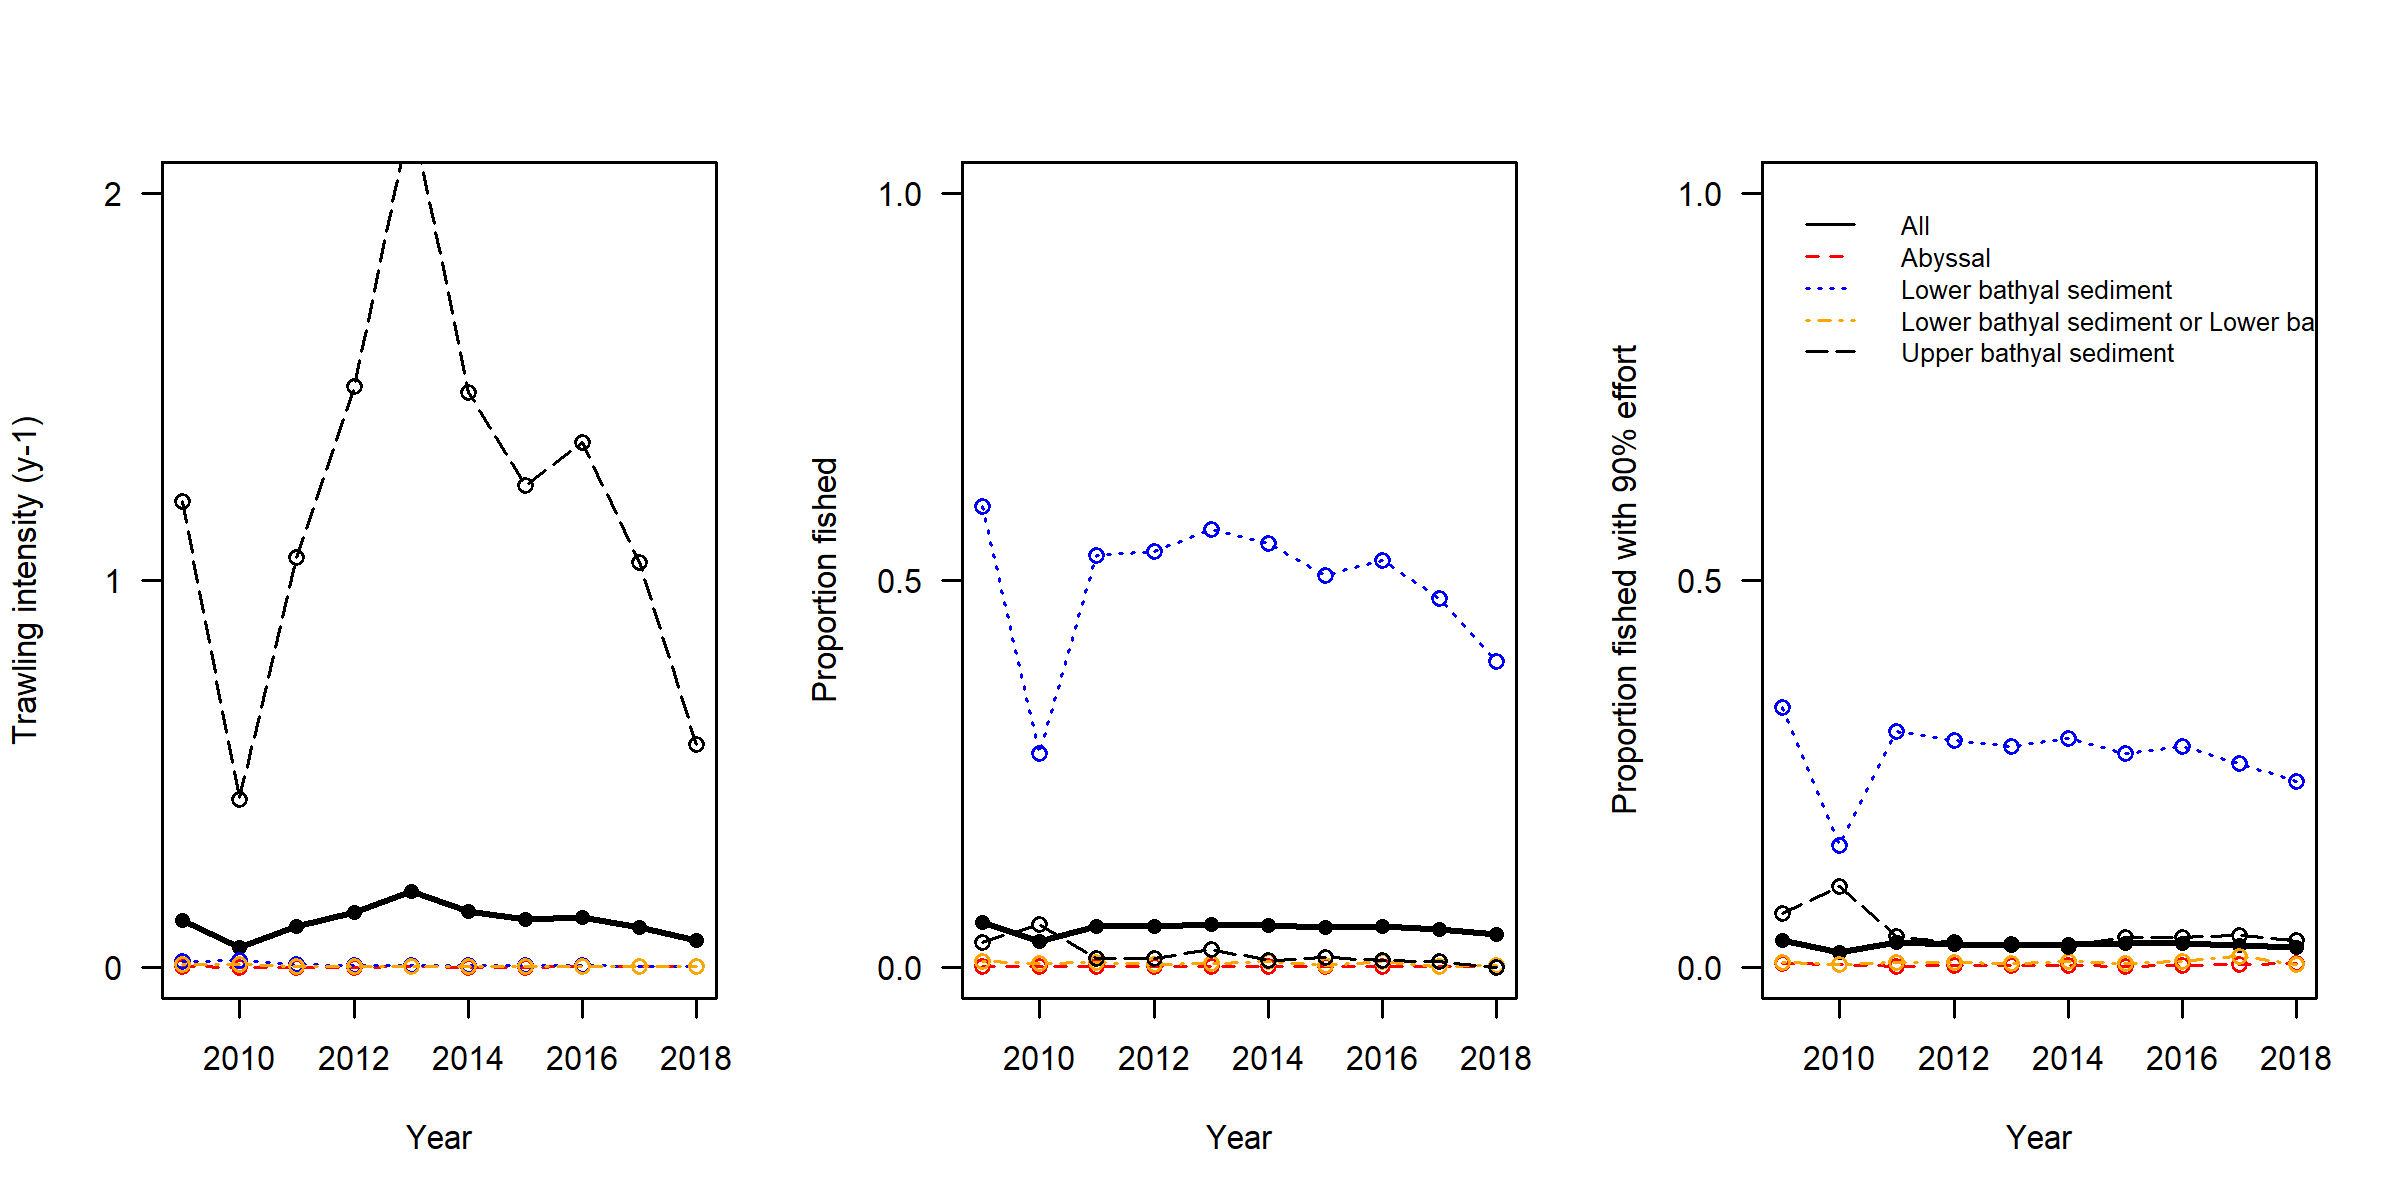 Trawling intensity (y-1)
2
1
0
2010 2012 2014 2016 2018
Year
Proportion fished
1.0
0.5
0.0
2010 2012 2014 2016 2018
Year
Proportion fished with 90% effort
1.0
0.5
0.0
All
Abyssal
Lower bathyal sediment
Lower bathyal sediment or Lower ba
Upper bathyal sediment
2010 2012 2014 2016 2018
Year